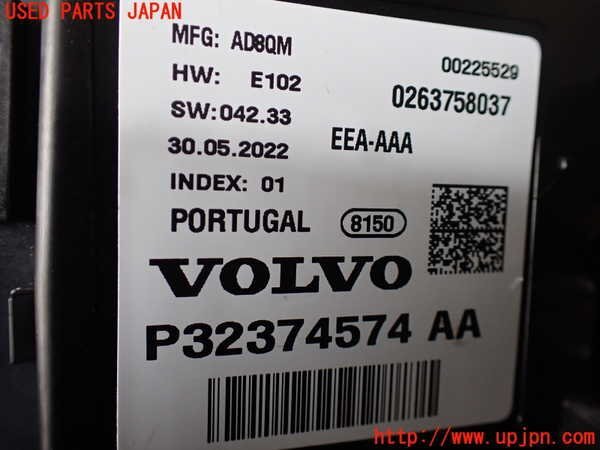 USED PARTS JAPAN
MFG: AD8QM
00225529
HW: E102
0263758037
SW:042.33
30.05.2022
EEA-AAA
INDEX: 01
PORTUGAL
8150
VOLVO
P32374574 AA
http://www.upjpn.com/